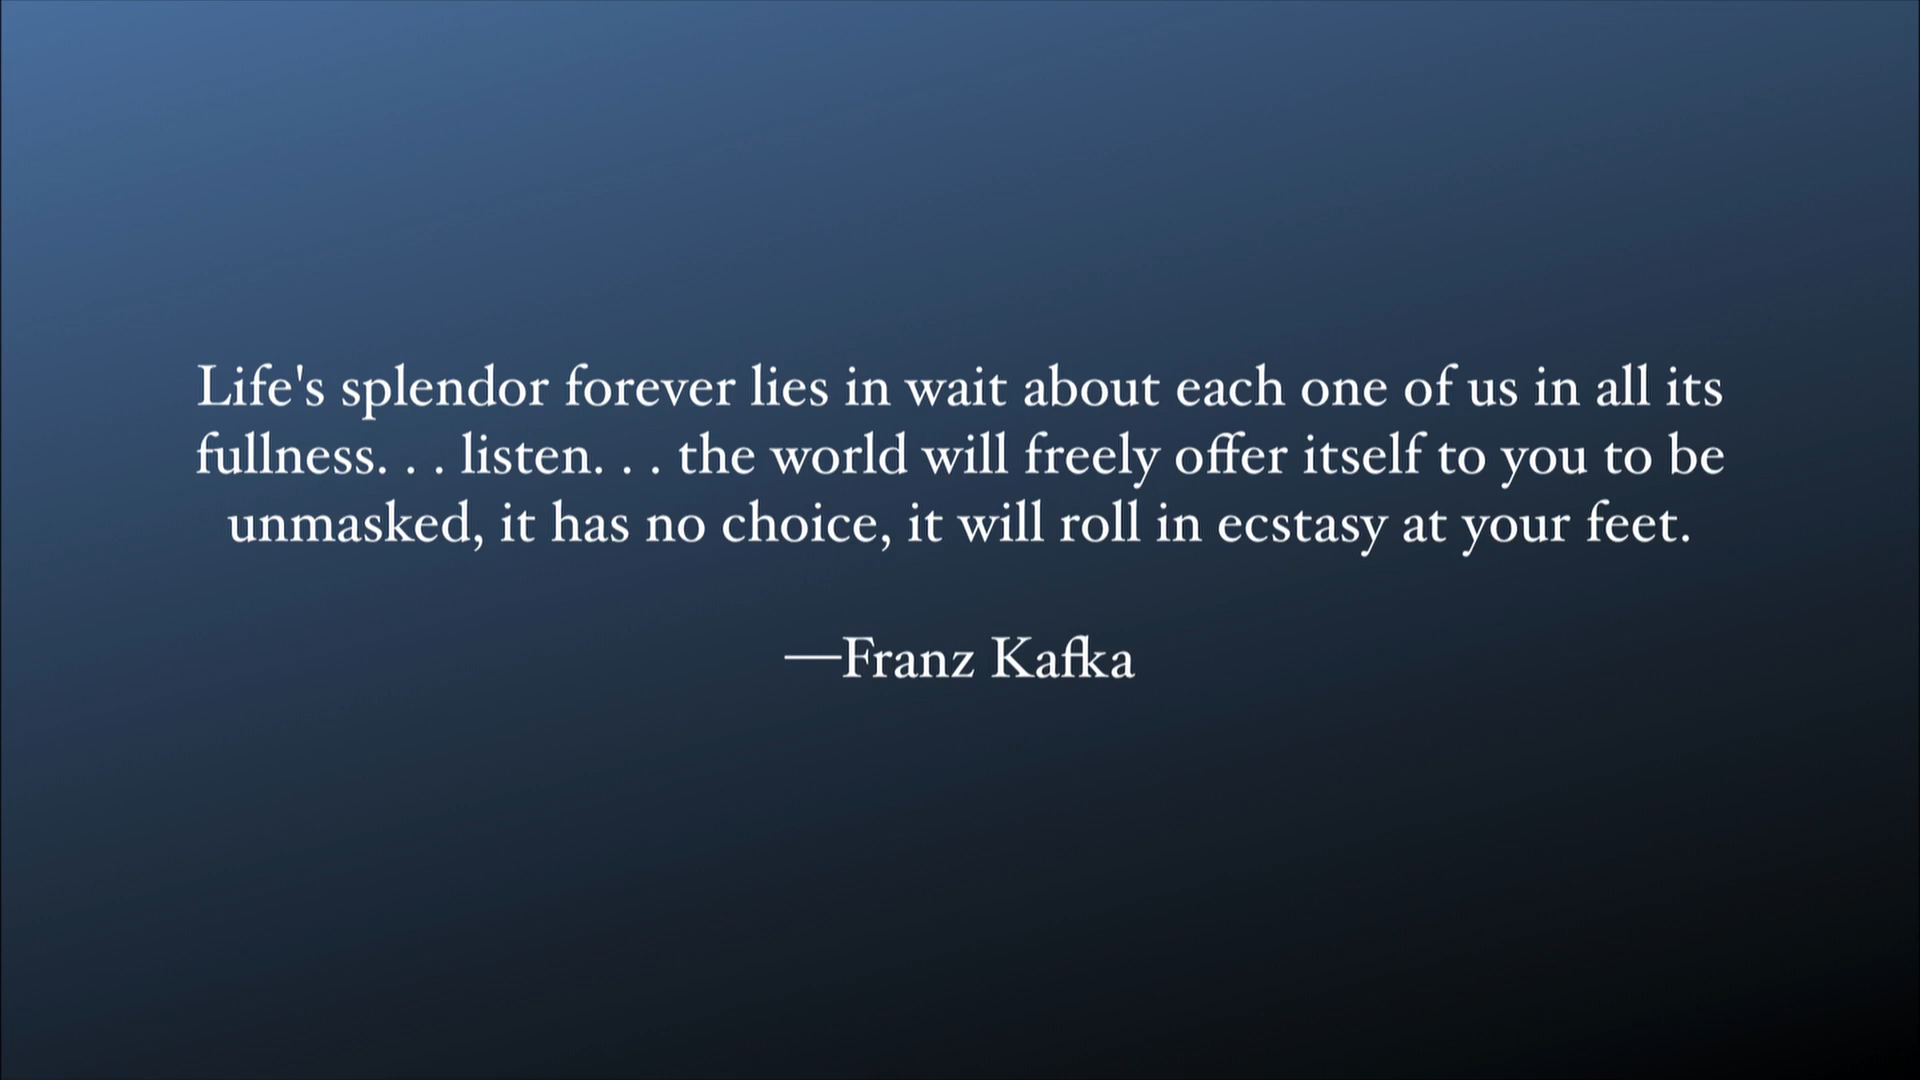 Life's splendor forever lies in wait about each one of us in all its
fullness. . . listen. . . the world will freely offer itself to you to be
unmasked, it has no choice, it will roll in ecstasy at your feet.
—Franz Kafka